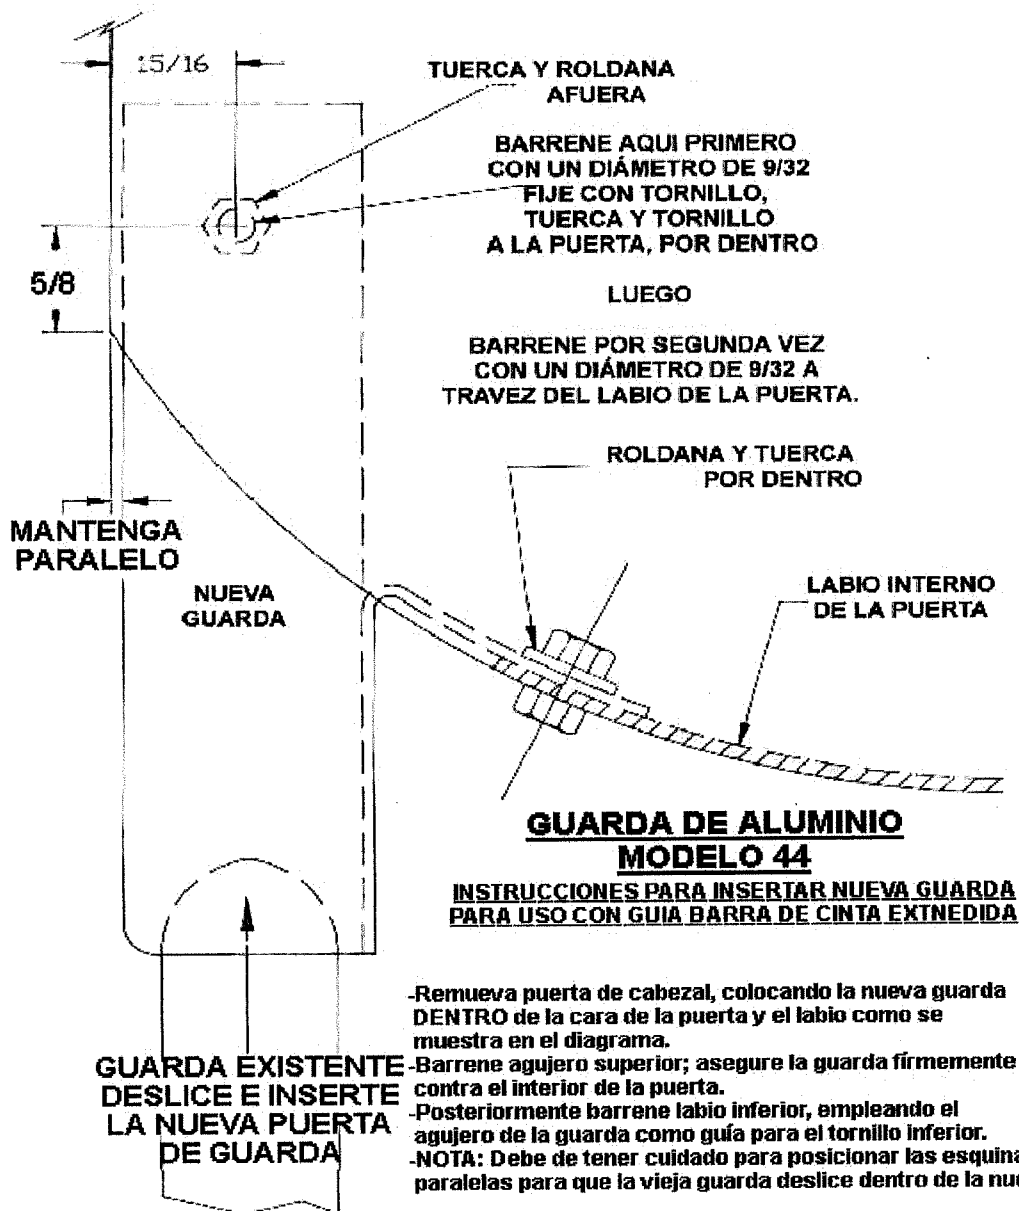 15/16
TUERCA Y ROLDANA
AFUERA
BARRENE AQUI PRIMERO
CON UN DIÁMETRO DE 9/32
FIJE CON TORNILLO,
TUERCA Y TORNILLO
A LA PUERTA, POR DENTRO
5/8
LUEGO
BARRENE POR SEGUNDA VEZ
CON UN DIÁMETRO DE 9/32 A
TRAVEZ DEL LABIO DE LA PUERTA.
ROLDANA Y TUERCA
POR DENTRO
MANTENGA
PARALELO
NUEVA
GUARDA
LABIO INTERNO
DE LA PUERTA
GUARDA DE ALUMINIO
MODELO 44
INSTRUCCIONES PARA INSERTAR NUEVA GUARDA
PARA USO CON GUIA BARRA DE CINTA EXTNEDIDA
GUARDA EXISTENTE
DESLICE E INSERTE
LA NUEVA PUERTA
DE GUARDA
-Remueva puerta de cabezal, colocando la nueva guarda
DENTRO de la cara de la puerta y el labio como se
muestra en el diagrama.
-Barrene agujero superior; asegure la guarda fírmemente
contra el interior de la puerta.
-Posteriormente barrene labio inferior, empleando el
agujero de la guarda como guía para el tornillo inferior.
-NOTA: Debe de tener cuidado para posicionar las esquina
paralelas para que la vieja guarda deslice dentro de la nue